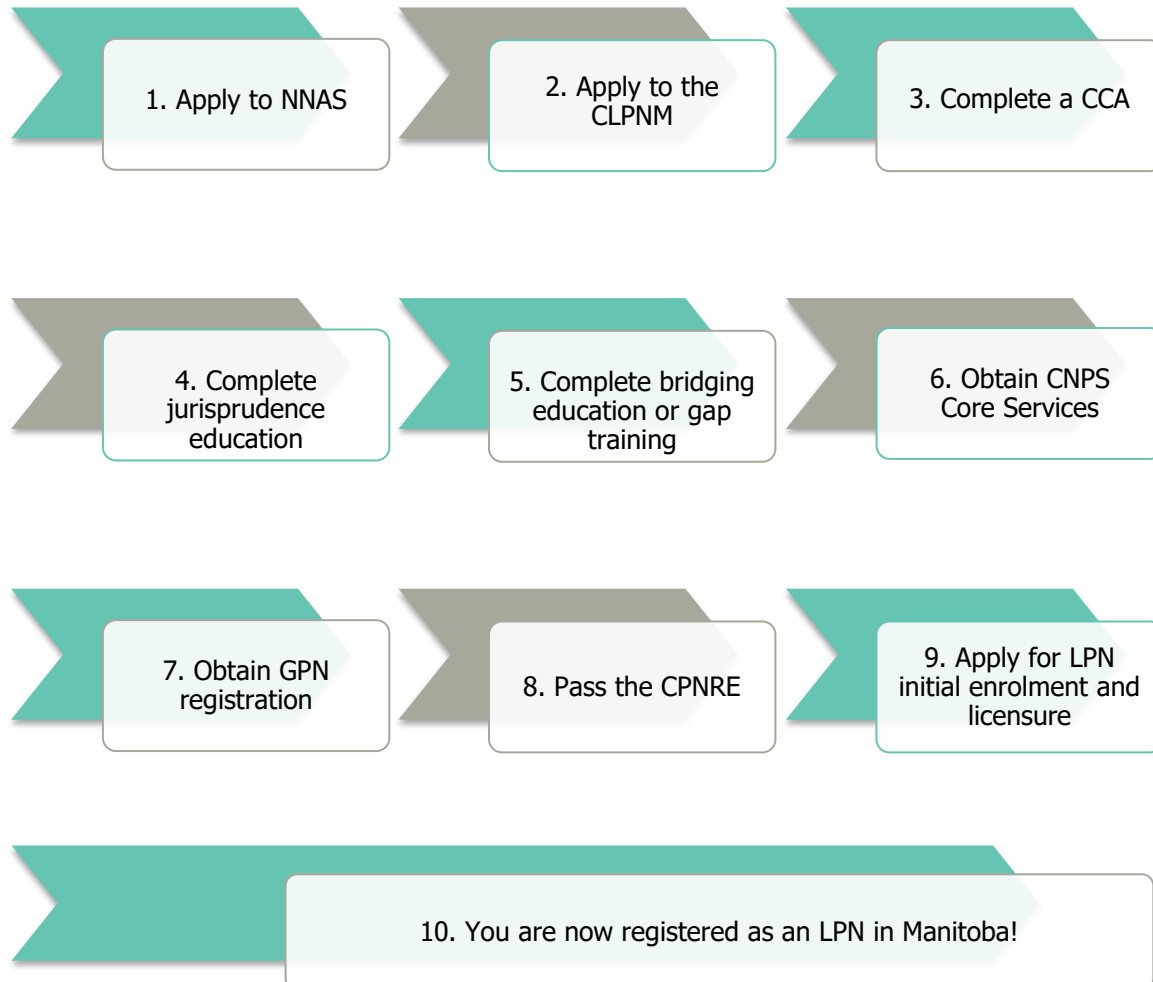 1. Apply to NNAS
2. Apply to the
CLPNM
3. Complete a CCA
4. Complete
jurisprudence
education
5. Complete bridging
education or gap
training
6. Obtain CNPS
Core Services
7. Obtain GPN
registration
8. Pass the CPNRE
9. Apply for LPN
initial enrolment and
licensure
10. You are now registered as an LPN in Manitoba!